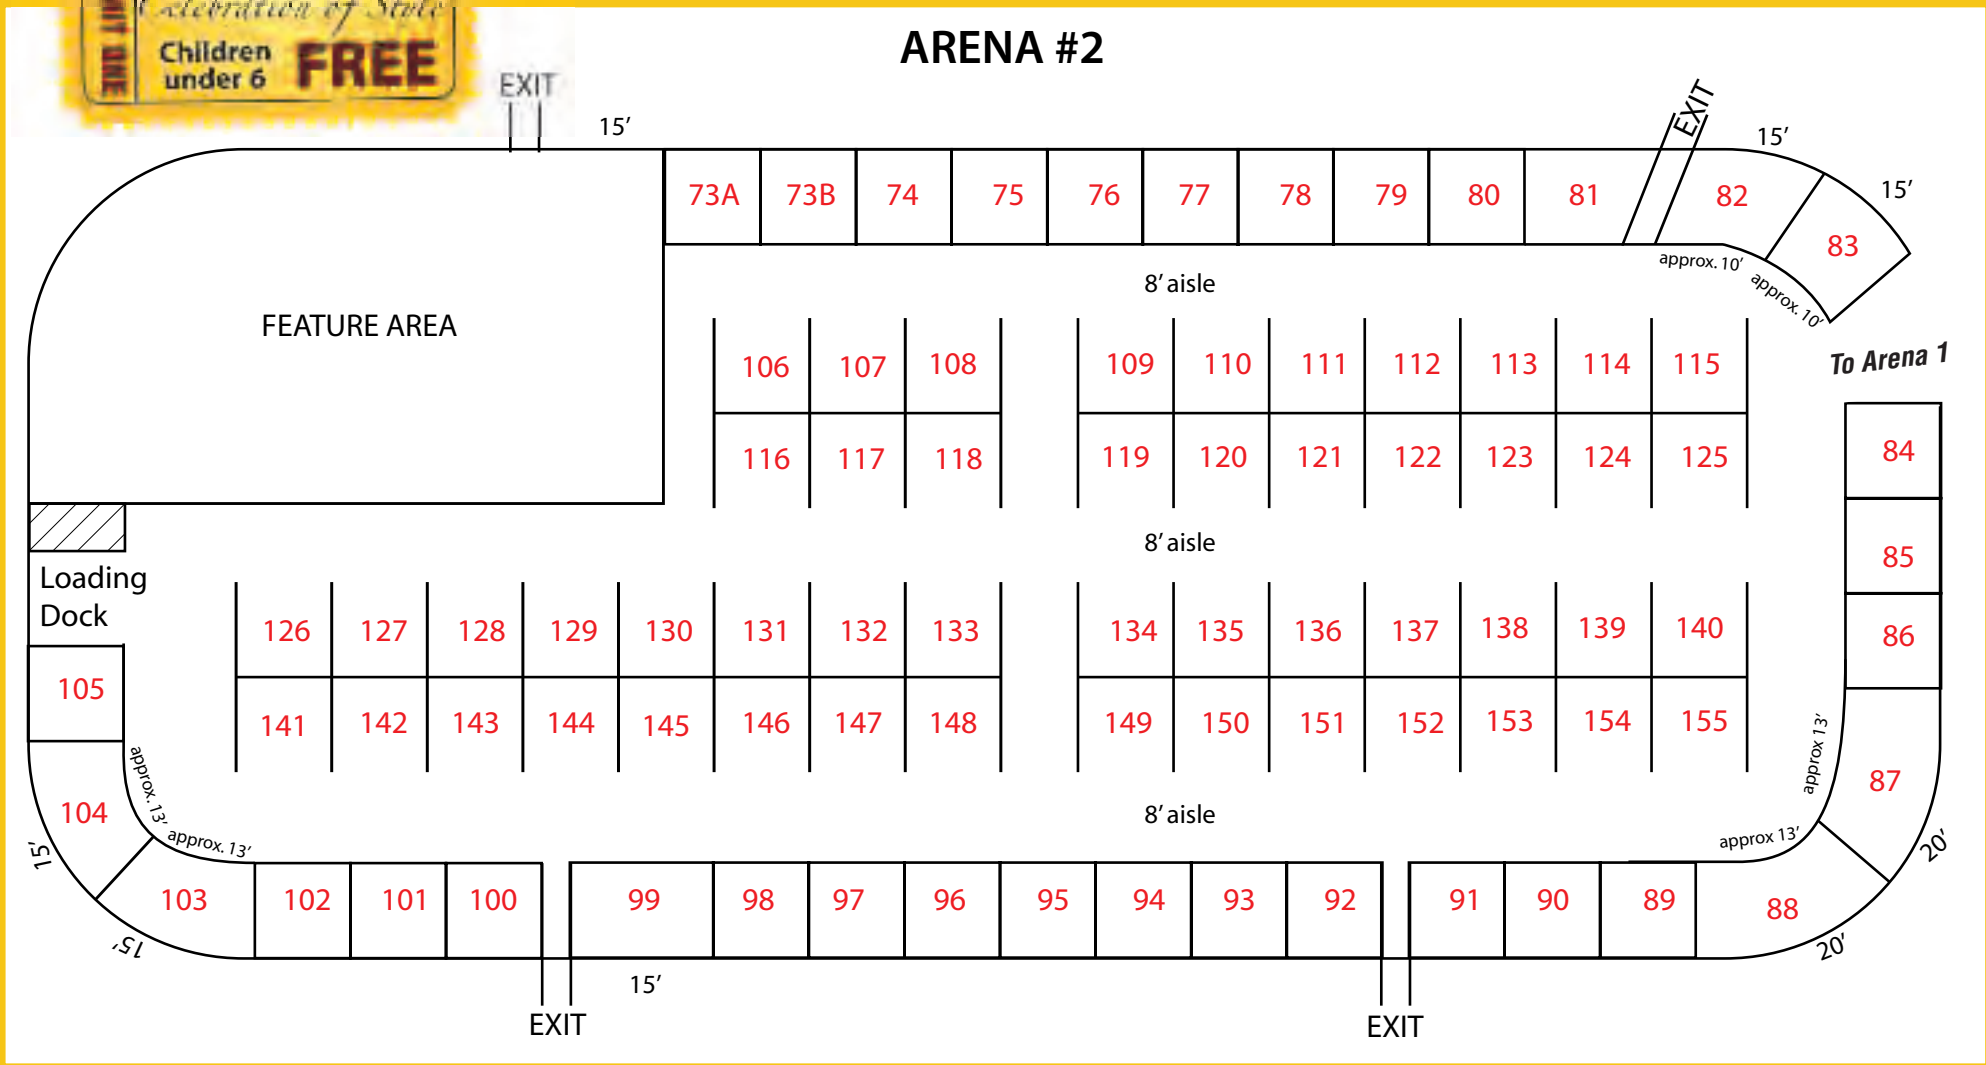 Celebration of Style
Children
under 6
FREE
ARENA #2
EXIT
15'
EXIT
15'
15'
73A 73B 74 75 76 77 78 79 80 81 82
83
approx. 10'
approx. 10'
8' aisle
FEATURE AREA
To Arena 1
106 107 108 109 110 111 112 113 114 115
116 117 118 119 120 121 122 123 124 125
84
85
86
8' aisle
Loading
Dock
126 127 128 129 130 131 132 133 134 135 136 137 138 139 140
141 142 143 144 145 146 147 148 149 150 151 152 153 154 155
105
104
approx. 13'
approx. 13'
15'
15'
8' aisle
approx 13'
approx 13'
87
20'
88
20'
103 102 101 100 99 98 97 96 95 94 93 92 91 90 89
15'
EXIT
EXIT